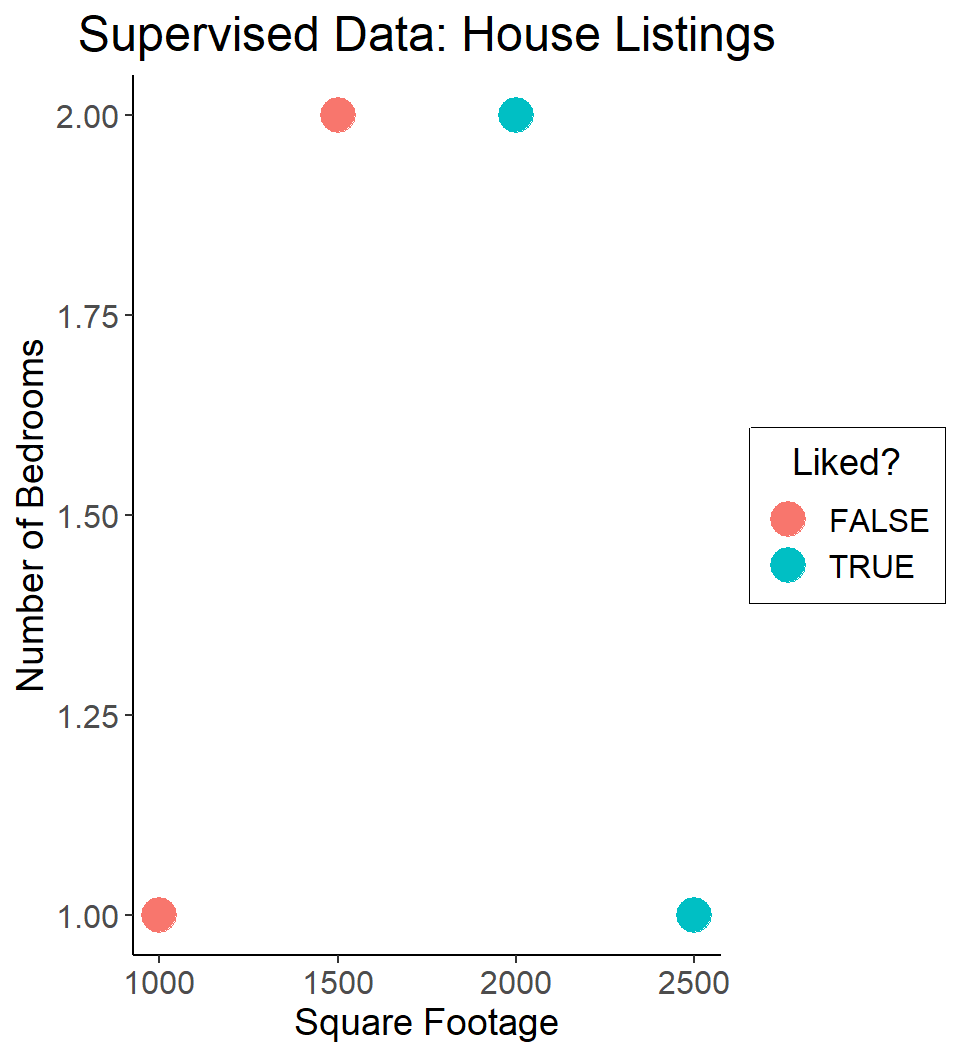 Supervised Data: House Listings
Number of Bedrooms
2.00
1.75
1.50
1.25
1.00
1000 1500 2000 2500
Square Footage
Liked?
FALSE
TRUE